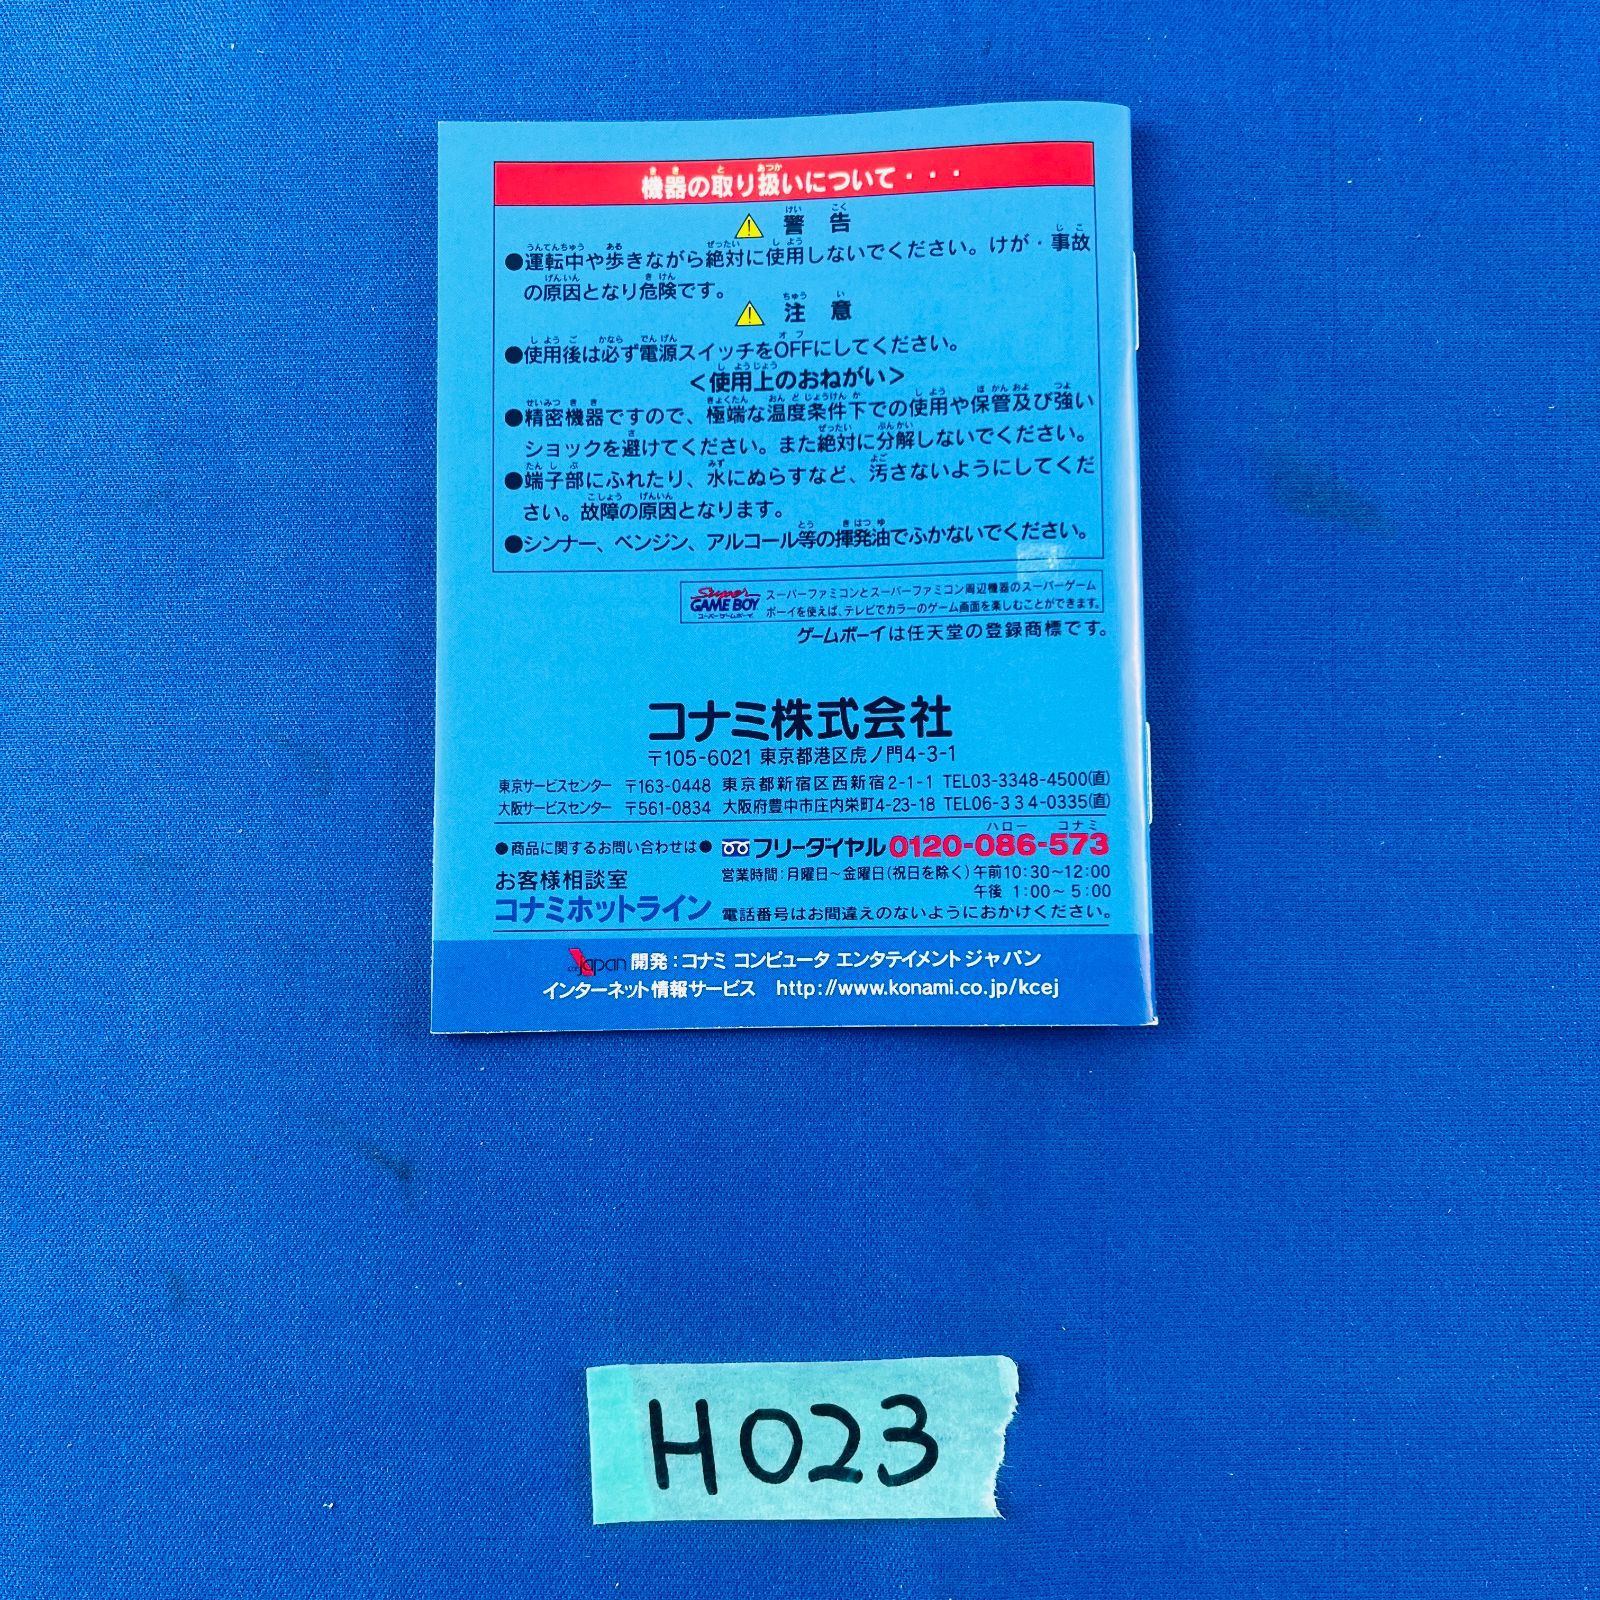 機器の取り扱いについて・・・
警告
●運転中や歩きながら絶対に使用しないでください。けが・事故
の原因となり危険です。
注意
●使用後は必ず電源スイッチをOFFにしてください。
<使用上のおねがい>
●精密機器ですので、極端な温度条件下での使用や保管及び強い
ショックを避けてください。また絶対に分解しないでください。
●端子部にふれたり、水にぬらすなど、汚さないようにしてくだ
さい。故障の原因となります。
●シンナー、ベンジン、アルコール等の揮発油でふかないでください。
Super GAME BOY スーパーゲームボーイ
スーパーファミコンとスーパーファミコン周辺機器のスーパーゲーム
ボーイを使えば、テレビでカラーのゲーム画面を楽しむことができます。
ゲームボーイは任天堂の登録商標です。
コナミ株式会社
〒105-6021 東京都港区虎ノ門4-3-1
東京サービスセンター 〒163-0448 東京都新宿区西新宿2-1-1 TEL03-3348-4500(直)
大阪サービスセンター 〒561-0834 大阪府豊中市庄内栄町4-23-18 TEL06-334-0335(直)
ハロー コナミ
●商品に関するお問い合わせは● フリーダイヤル 0120-086-573
お客様相談室
コナミホットライン
営業時間:月曜日〜金曜日(祝日を除く)午前10:30〜12:00
午後 1:00〜5:00
電話番号はお間違えのないようにおかけください。
Japan 開発:コナミ コンピュータ エンタテイメント ジャパン
インターネット情報サービス http://www.konami.co.jp/kcej
H023